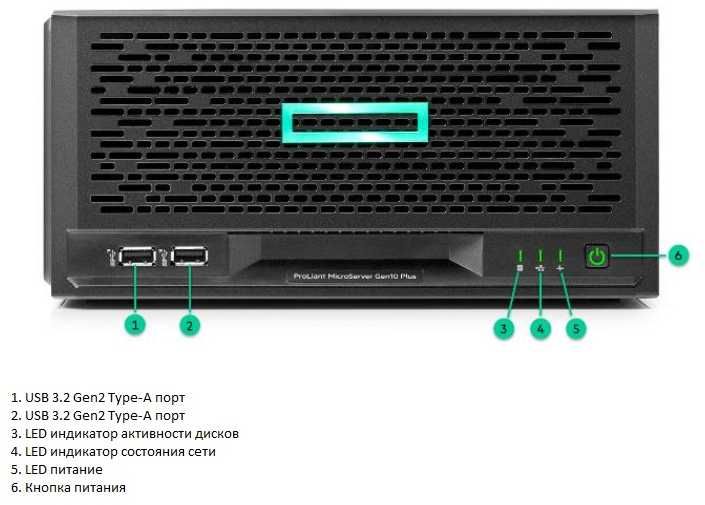 ProLiant MicroServer Gen10 Plus
1
2
3
4
5
6
1. USB 3.2 Gen2 Type-A порт
2. USB 3.2 Gen2 Type-A порт
3. LED индикатор активности дисков
4. LED индикатор состояния сети
5. LED питание
6. Кнопка питания